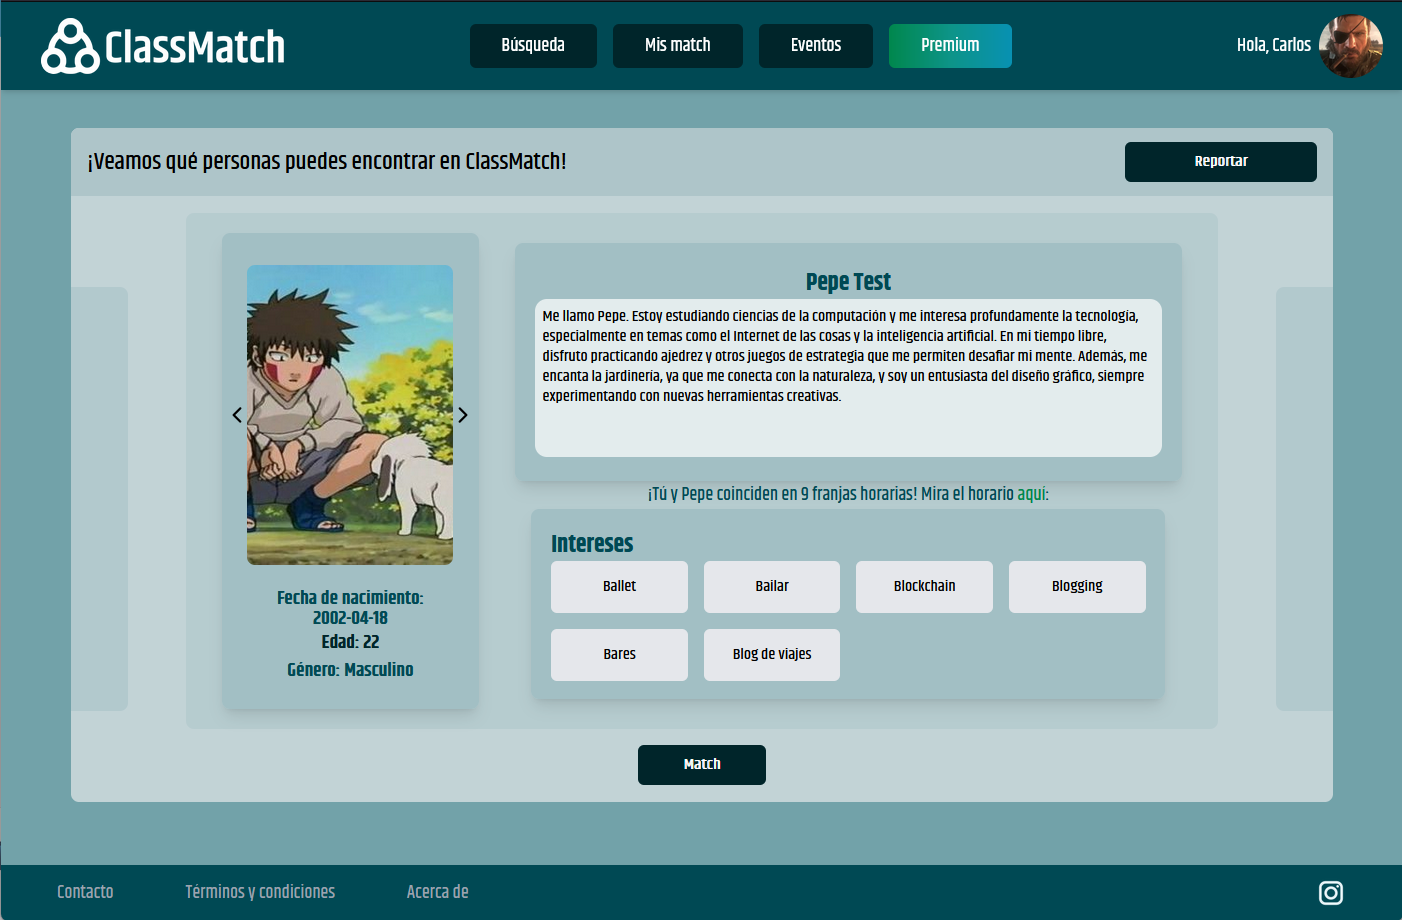 ClassMatch
Búsqueda
Mis match
Eventos
Premium
Hola, Carlos
¡Veamos qué personas puedes encontrar en ClassMatch!
Reportar
Pepe Test
Me llamo Pepe. Estoy estudiando ciencias de la computación y me interesa profundamente la tecnología,
especialmente en temas como el Internet de las cosas y la inteligencia artificial. En mi tiempo libre,
disfruto practicando ajedrez y otros juegos de estrategia que me permiten desafiar mi mente. Además, me
encanta la jardinería, ya que me conecta con la naturaleza, y soy un entusiasta del diseño gráfico, siempre
experimentando con nuevas herramientas creativas.
¡Tú y Pepe coinciden en 9 franjas horarias! Mira el horario aquí:
Intereses
Ballet
Bailar
Blockchain
Blogging
Bares
Blog de viajes
Fecha de nacimiento:
2002-04-18
Edad: 22
Género: Masculino
Match
Contacto
Términos y condiciones
Acerca de